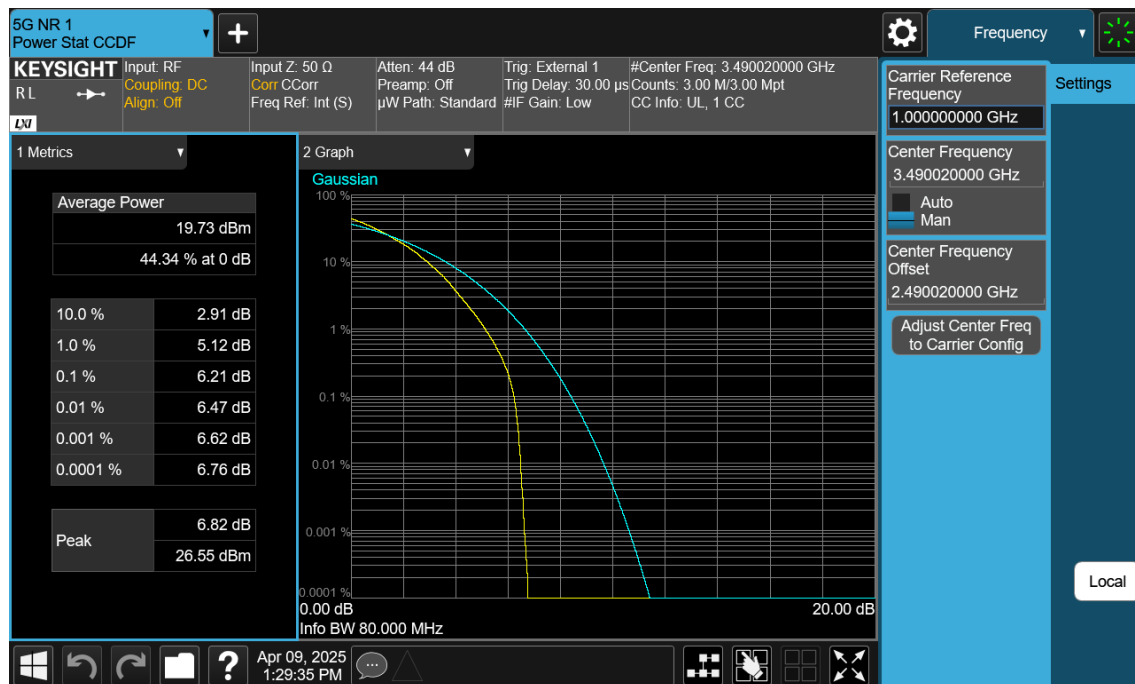 5G NR 1
Power Stat CCDF
Frequency
KEYSIGHT
R L
LXI
Input: RF
Coupling: DC
Align: Off
Input Z: 50 Ω
Corr CCorr
Freq Ref: Int (S)
Atten: 44 dB
Preamp: Off
µW Path: Standard
Trig: External 1
Trig Delay: 30.00 µs
#IF Gain: Low
#Center Freq: 3.490020000 GHz
Counts: 3.00 M/3.00 Mpt
CC Info: UL, 1 CC
1 Metrics
Average Power
19.73 dBm
44.34 % at 0 dB
10.0 % 2.91 dB
1.0 % 5.12 dB
0.1 % 6.21 dB
0.01 % 6.47 dB
0.001 % 6.62 dB
0.0001 % 6.76 dB
Peak
6.82 dB
26.55 dBm
2 Graph
Gaussian
100 %
10 %
1 %
0.1 %
0.01 %
0.001 %
0.0001 %
0.00 dB 20.00 dB
Info BW 80.000 MHz
Carrier Reference
Frequency
1.000000000 GHz
Center Frequency
3.490020000 GHz
Auto
Man
Center Frequency
Offset
2.490020000 GHz
Adjust Center Freq
to Carrier Config
Settings
Local
?
Apr 09, 2025
1:29:35 PM